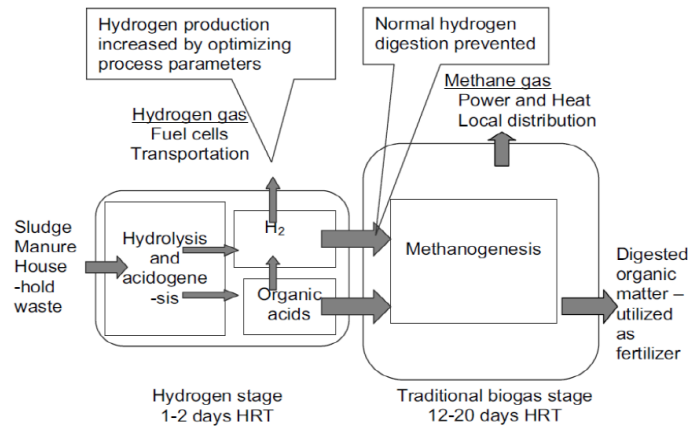 Hydrogen production
increased by optimizing
process parameters
Normal hydrogen
digestion prevented
Hydrogen gas
Fuel cells
Transportation
Methane gas
Power and Heat
Local distribution
Sludge
Manure
House
-hold
waste
Hydrolysis
and
acidogene
-sis
H₂
Organic
acids
Methanogenesis
Digested
organic
matter –
utilized
as
fertilizer
Hydrogen stage
1-2 days HRT
Traditional biogas stage
12-20 days HRT